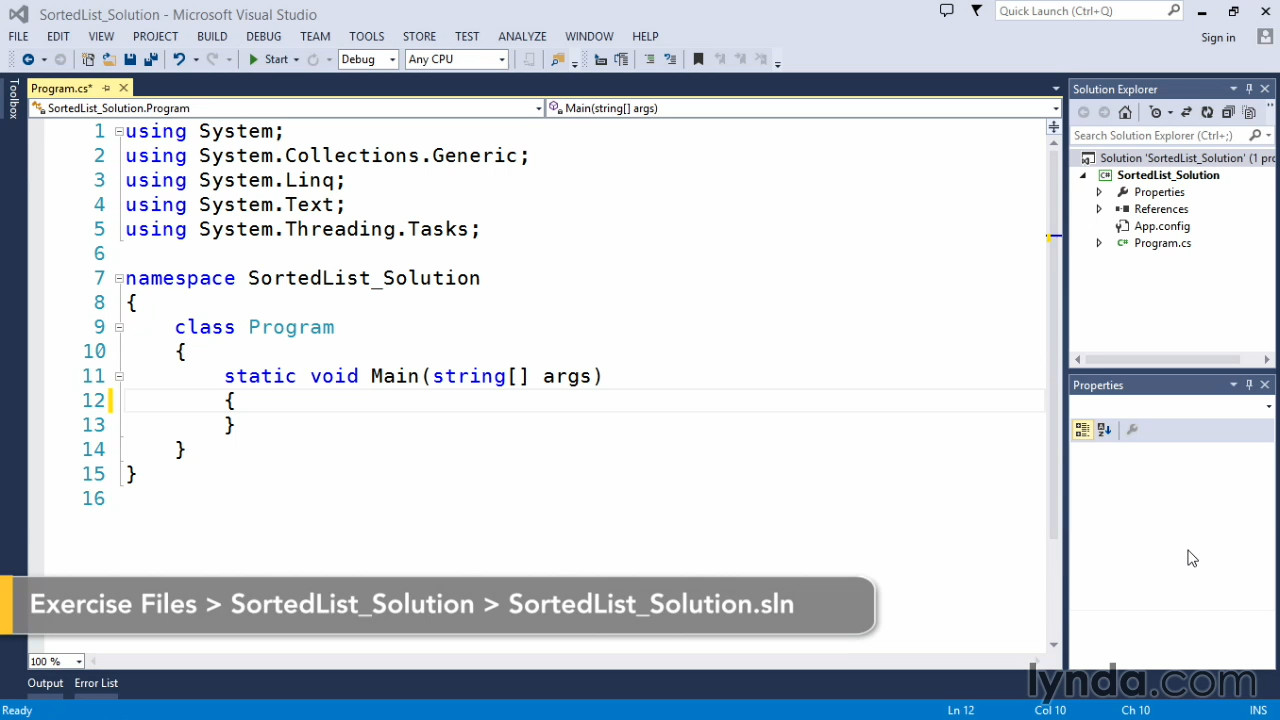 SortedList_Solution - Microsoft Visual Studio
Quick Launch (Ctrl+Q)
FILE EDIT VIEW PROJECT BUILD DEBUG TEAM TOOLS STORE TEST ANALYZE WINDOW HELP
Sign in
Start Debug Any CPU
Toolbox
Program.cs*
SortedList_Solution.Program
Main(string[] args)
1 using System;
2 using System.Collections.Generic;
3 using System.Linq;
4 using System.Text;
5 using System.Threading.Tasks;
6
7 namespace SortedList_Solution
8 {
9 class Program
10 {
11 static void Main(string[] args)
12 {
13 }
14 }
15 }
16
Solution Explorer
Search Solution Explorer (Ctrl+;)
Solution 'SortedList_Solution' (1 pro
SortedList_Solution
Properties
References
App.config
Program.cs
Properties
Exercise Files > SortedList_Solution > SortedList_Solution.sln
100 %
Output Error List
lynda.com
Ready Ln 12 Col 10 Ch 10 INS